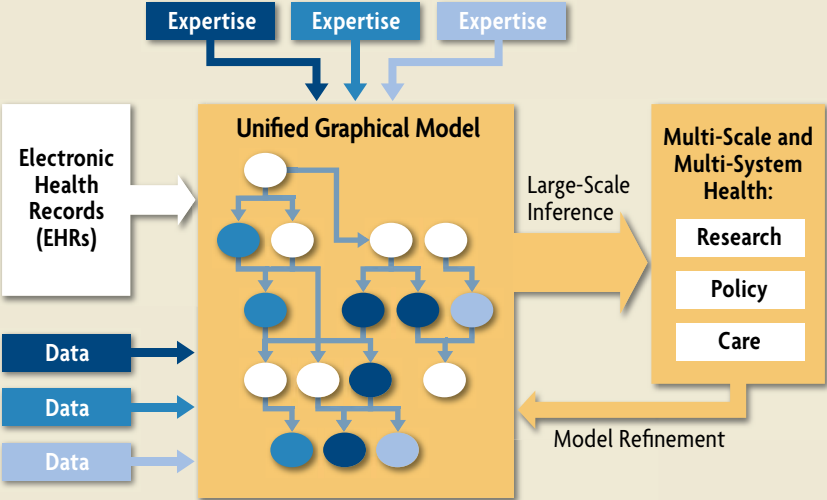 Expertise
Expertise
Expertise
Electronic
Health
Records
(EHRs)
Unified Graphical Model
Large-Scale
Inference
Multi-Scale and
Multi-System
Health:
Research
Policy
Care
Data
Data
Data
Model Refinement